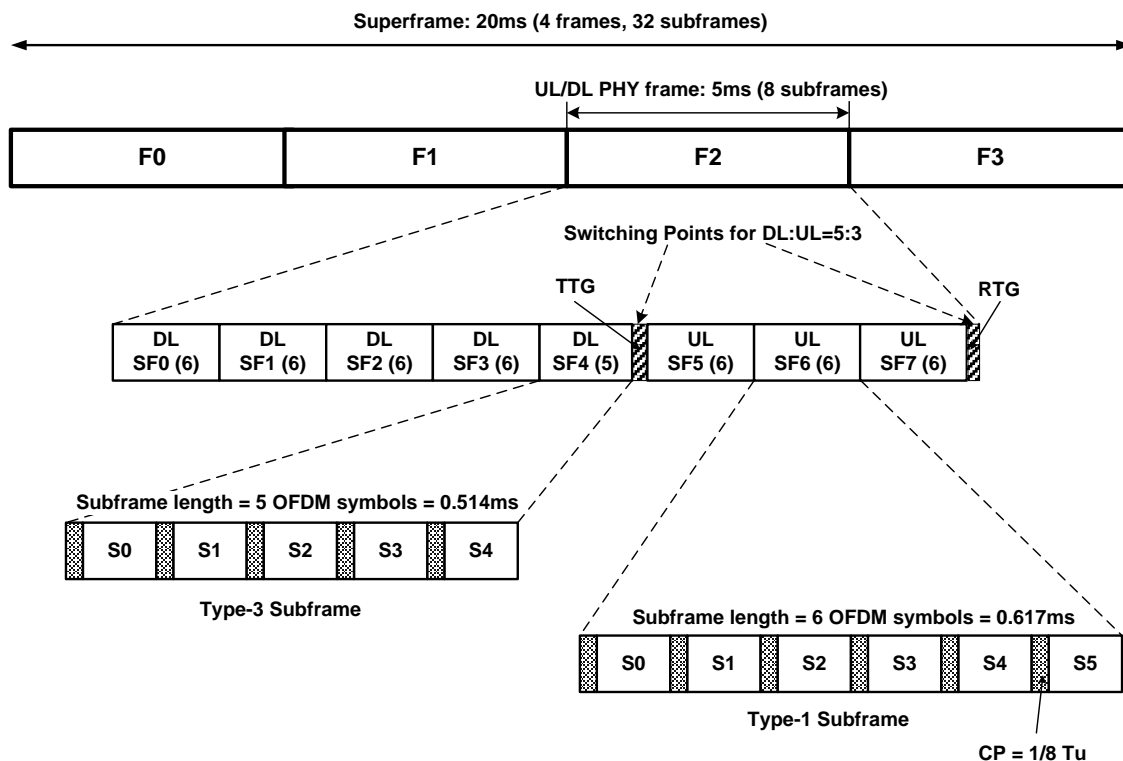 Superframe: 20ms (4 frames, 32 subframes)
UL/DL PHY frame: 5ms (8 subframes)
F0 F1 F2 F3
Switching Points for DL:UL=5:3
TTG
RTG
DL DL DL DL DL UL UL UL
SF0 (6) SF1 (6) SF2 (6) SF3 (6) SF4 (5) SF5 (6) SF6 (6) SF7 (6)
Subframe length = 5 OFDM symbols = 0.514ms
S0 S1 S2 S3 S4
Type-3 Subframe
Subframe length = 6 OFDM symbols = 0.617ms
S0 S1 S2 S3 S4 S5
Type-1 Subframe
CP = 1/8 Tu